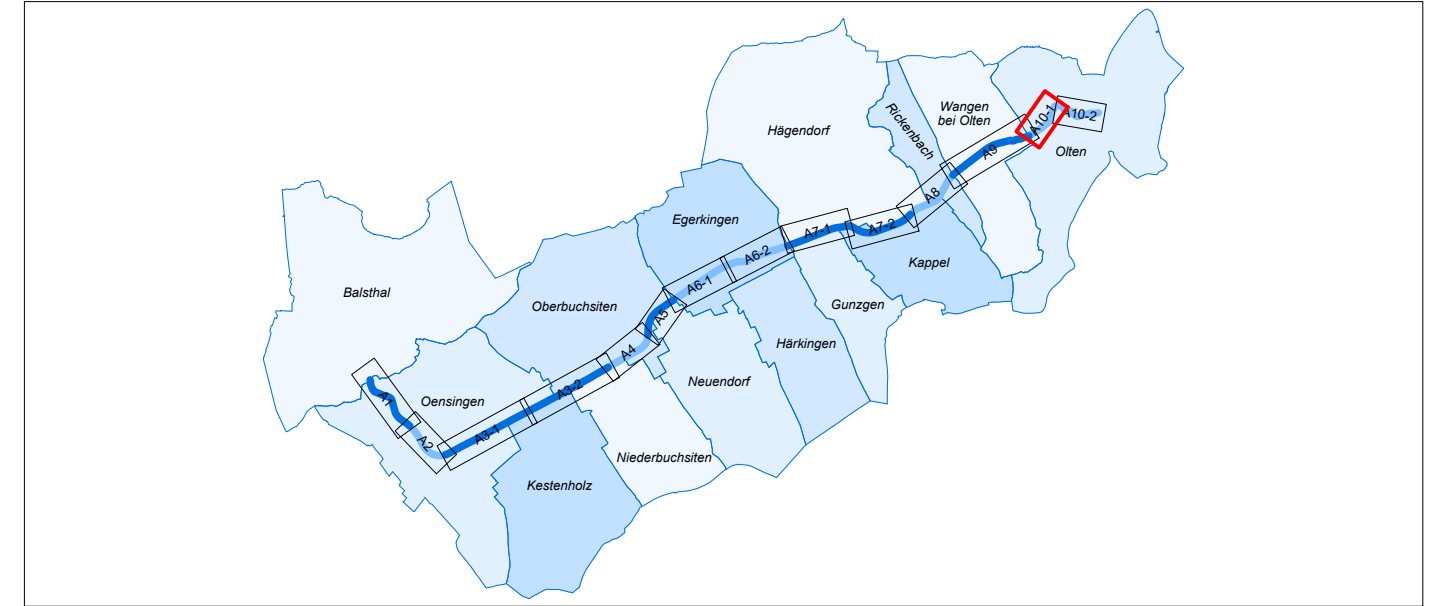 Hägendorf
Rickenbach
Wangen
bei Olten
A10-1
A10-2
Olten
A9
A8
Egerkingen
A7-1
A7-2
Kappel
A6-2
A6-1
Gunzgen
Balsthal
Oberbuchsiten
A5
Härkingen
A4
Neuendorf
A3-2
Oensingen
A1
A2
A3-1
Niederbuchsiten
Kestenholz